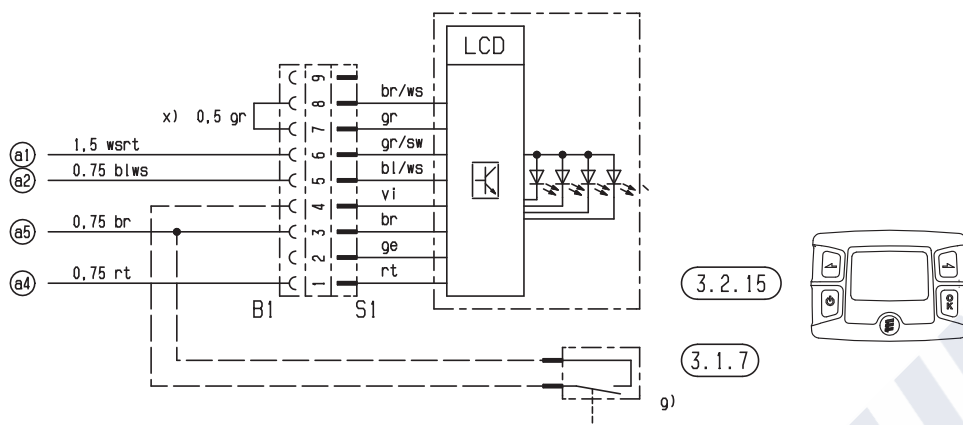 LCD
9
8
7
6
5
4
3
2
1
br/ws
gr
gr/sw
bl/ws
vi
br
ge
rt
x) 0,5 gr
a1
1,5 wsrt
a2
0.75 blws
a5
0,75 br
a4
0,75 rt
B1
S1
3.2.15
3.1.7
g)
OK